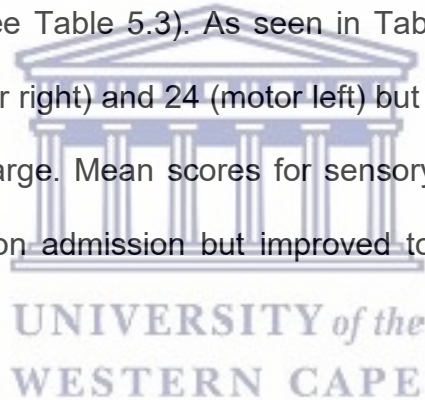 ee Table 5.3). As seen in Tab
r right) and 24 (motor left) but
arge. Mean scores for sensory
on admission but improved to
UNIVERSITY of the
WESTERN CAPE